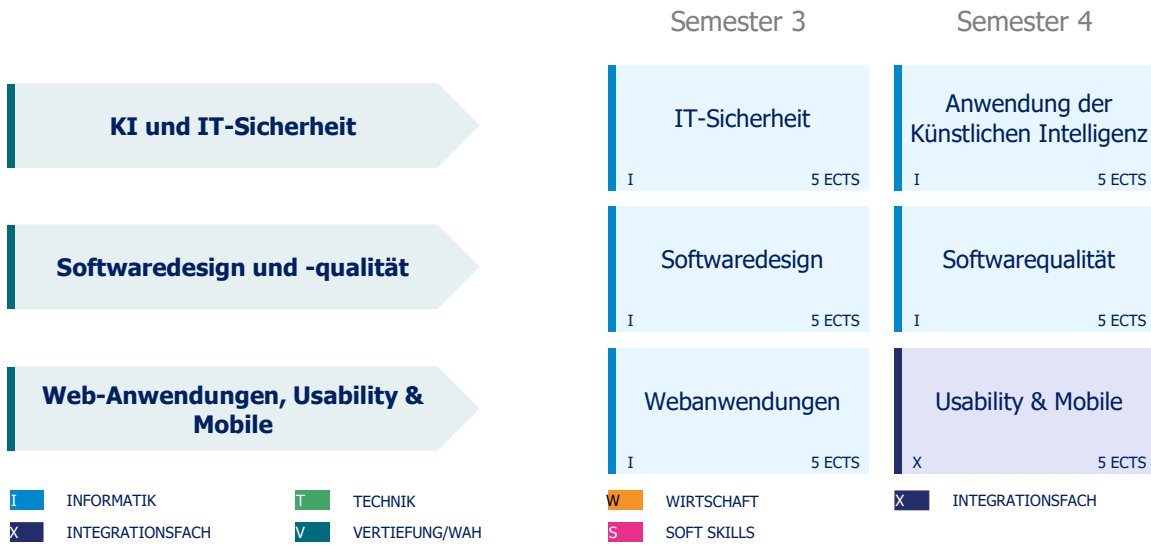 Semester 3
Semester 4
KI und IT-Sicherheit
IT-Sicherheit
I
5 ECTS
Anwendung der
Künstlichen Intelligenz
I
5 ECTS
Softwaredesign und -qualität
Softwaredesign
I
5 ECTS
Softwarequalität
I
5 ECTS
Web-Anwendungen, Usability &
Mobile
Webanwendungen
I
5 ECTS
Usability & Mobile
X
5 ECTS
I INFORMATIK
T TECHNIK
W WIRTSCHAFT
X INTEGRATIONSFACH
X INTEGRATIONSFACH
V VERTIEFUNG/WAH
S SOFT SKILLS